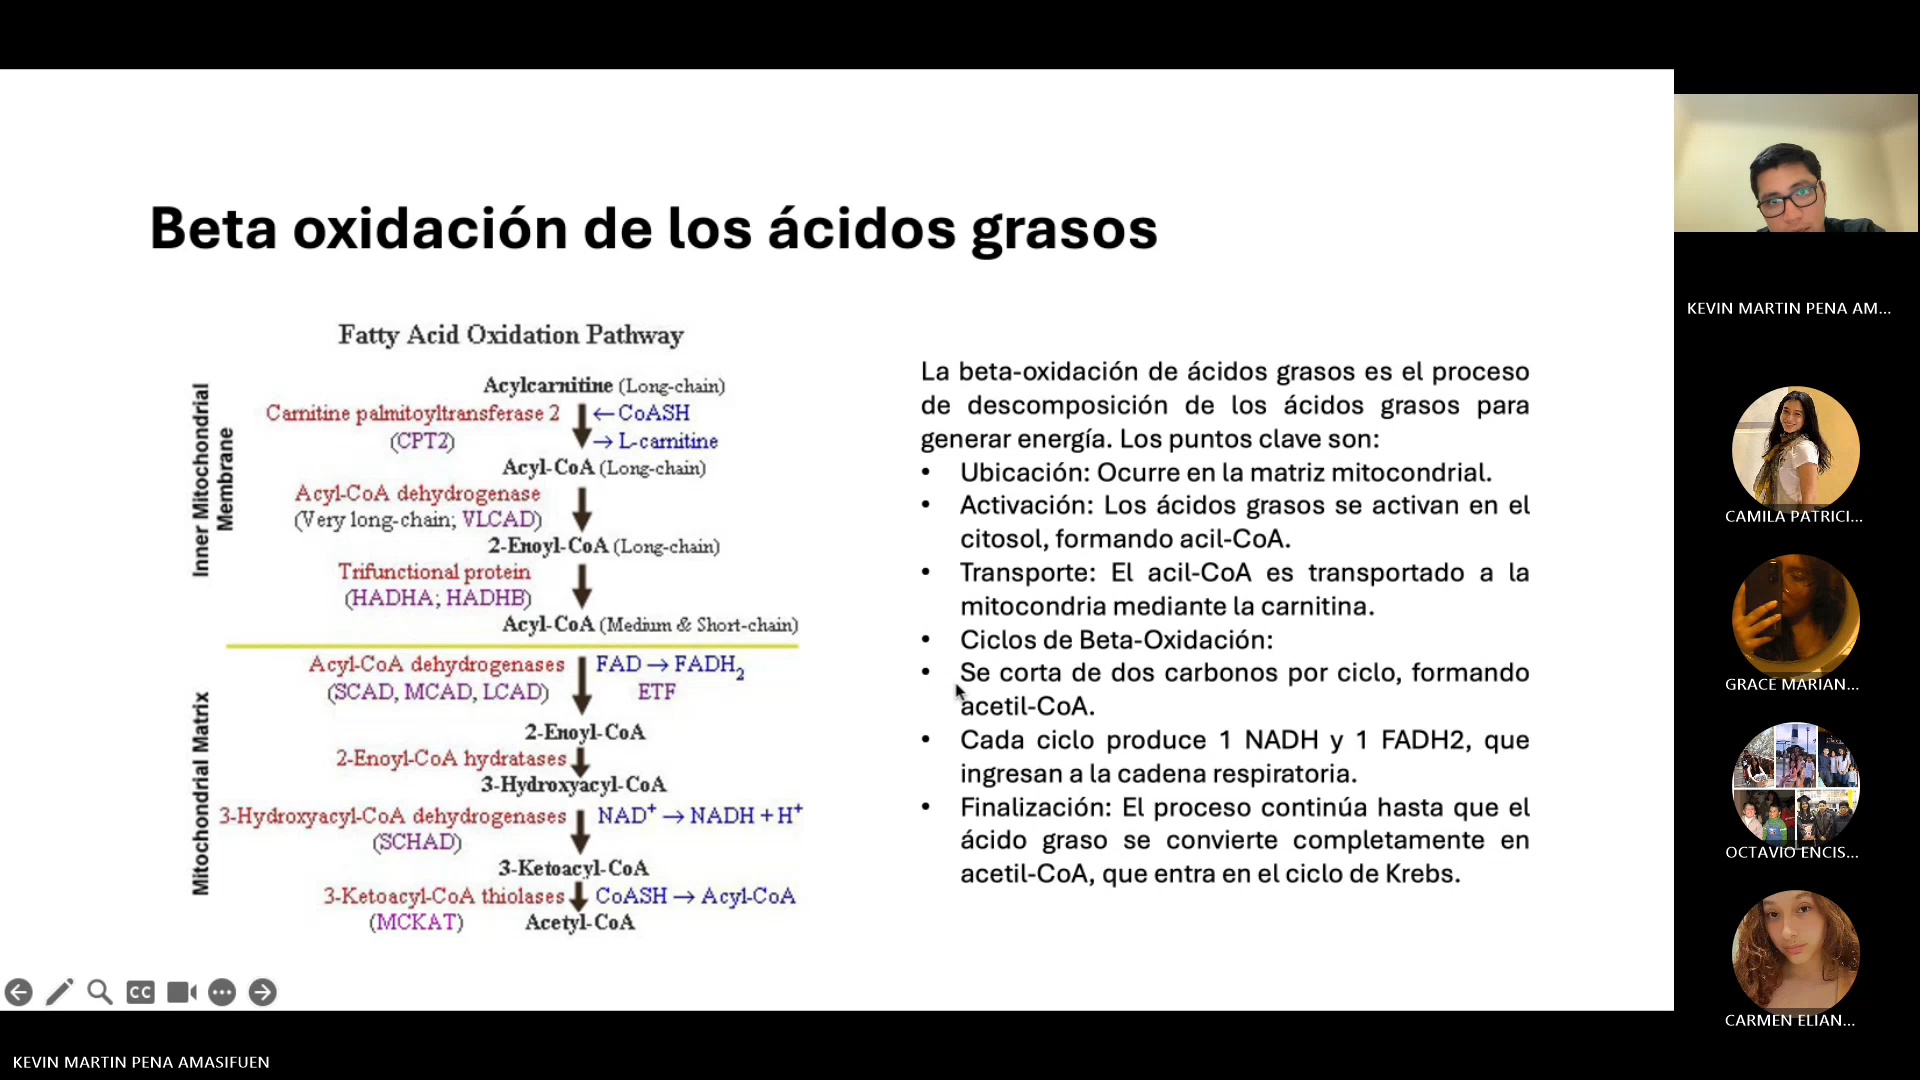 Beta oxidación de los ácidos grasos
Fatty Acid Oxidation Pathway
Inner Mitochondrial
Membrane
Acylcarnitine (Long-chain)
Carnitine palmitoyltransferase 2
← CoASH
(CPT2)
→ L-carnitine
Acyl-CoA (Long-chain)
Acyl-CoA dehydrogenase
(Very long-chain; VLCAD)
2-Enoyl-CoA (Long-chain)
Trifunctional protein
(HADHA; HADHB)
Acyl-CoA (Medium & Short-chain)
Mitochondrial Matrix
Acyl-CoA dehydrogenases
FAD → FADH2
(SCAD, MCAD, LCAD)
ETF
2-Enoyl-CoA
2-Enoyl-CoA hydratases
3-Hydroxyacyl-CoA
3-Hydroxyacyl-CoA dehydrogenases
NAD+ → NADH + H+
(SCHAD)
3-Ketoacyl-CoA
3-Ketoacyl-CoA thiolases
CoASH → Acyl-CoA
(MCKAT)
Acetyl-CoA
La beta-oxidación de ácidos grasos es el proceso
de descomposición de los ácidos grasos para
generar energía. Los puntos clave son:
• Ubicación: Ocurre en la matriz mitocondrial.
• Activación: Los ácidos grasos se activan en el
citosol, formando acil-CoA.
• Transporte: El acil-CoA es transportado a la
mitocondria mediante la carnitina.
• Ciclos de Beta-Oxidación:
• Se corta de dos carbonos por ciclo, formando
acetil-CoA.
• Cada ciclo produce 1 NADH y 1 FADH2, que
ingresan a la cadena respiratoria.
• Finalización: El proceso continúa hasta que el
ácido graso se convierte completamente en
acetil-CoA, que entra en el ciclo de Krebs.
CC
KEVIN MARTIN PENA AM...
CAMILA PATRICI...
GRACE MARIAN...
OCTAVIO ENCIS...
CARMEN ELIAN...
KEVIN MARTIN PENA AMASIFUEN